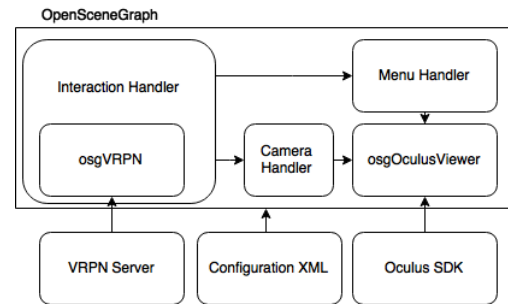 OpenSceneGraph
Interaction Handler
Menu Handler
osgVRPN
Camera
Handler
osgOculusViewer
VRPN Server
Configuration XML
Oculus SDK